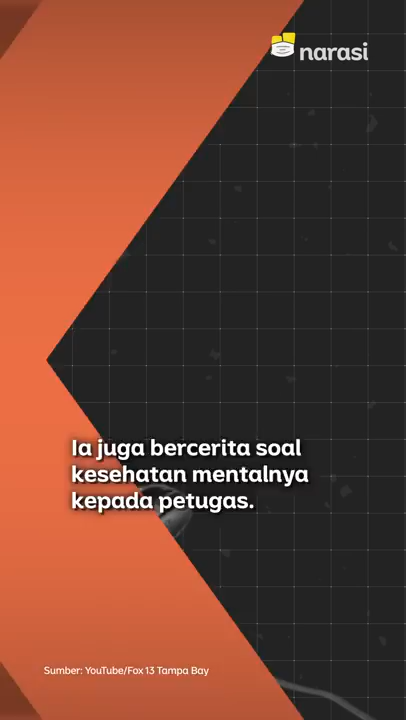 narasi
Ia juga bercerita soal
kesehatan mentalnya
kepada petugas.
Sumber: YouTube/Fox 13 Tampa Bay